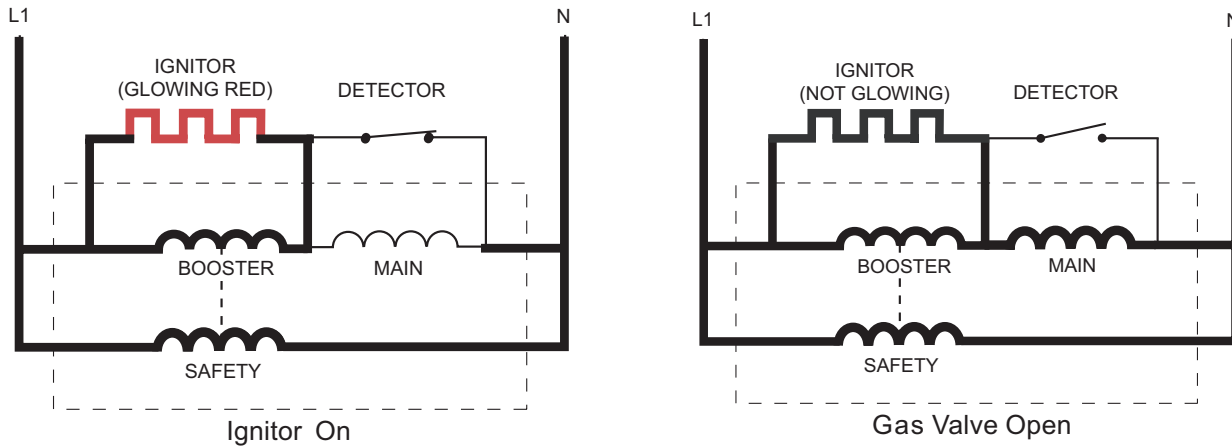 L1
N
IGNITOR
(GLOWING RED)
DETECTOR
BOOSTER
MAIN
SAFETY
Ignitor On
L1
N
IGNITOR
(NOT GLOWING)
DETECTOR
BOOSTER
MAIN
SAFETY
Gas Valve Open